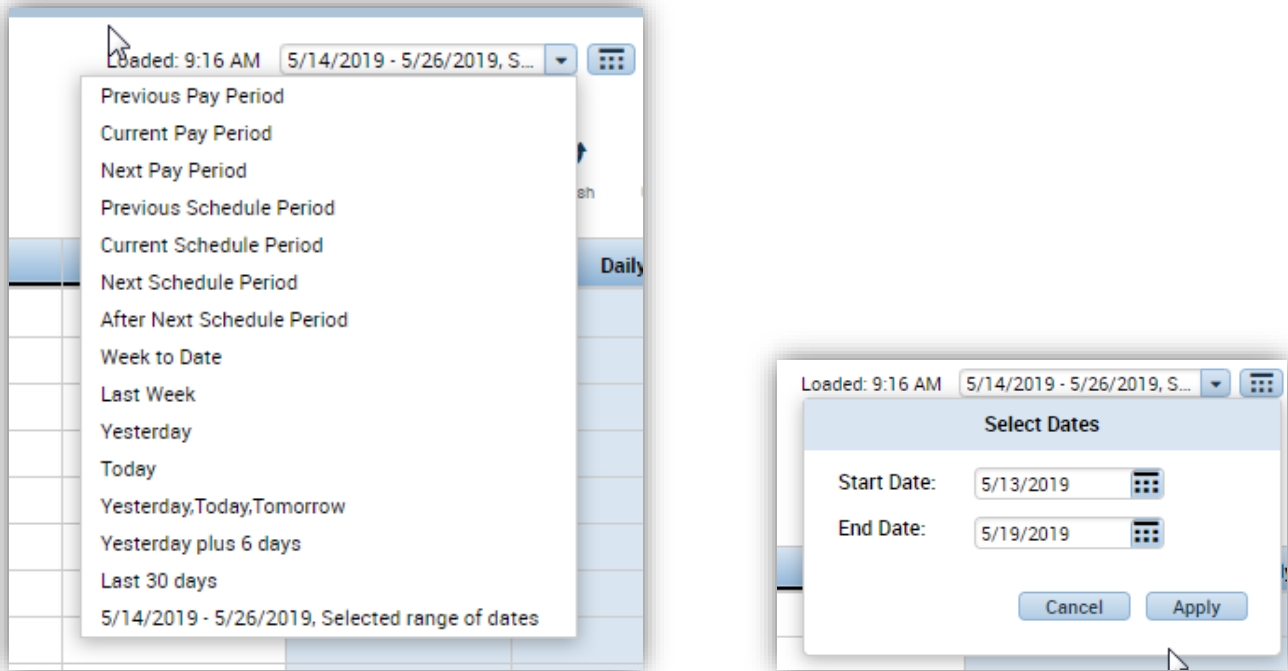 Loaded: 9:16 AM 5/14/2019 - 5/26/2019, S...
Previous Pay Period
Current Pay Period
Next Pay Period
Previous Schedule Period
sh
Current Schedule Period
Daily
Next Schedule Period
After Next Schedule Period
Week to Date
Last Week
Yesterday
Today
Yesterday,Today,Tomorrow
Yesterday plus 6 days
Last 30 days
5/14/2019 - 5/26/2019, Selected range of dates
Loaded: 9:16 AM 5/14/2019 - 5/26/2019, S...
Select Dates
Start Date: 5/13/2019
End Date: 5/19/2019
Cancel Apply